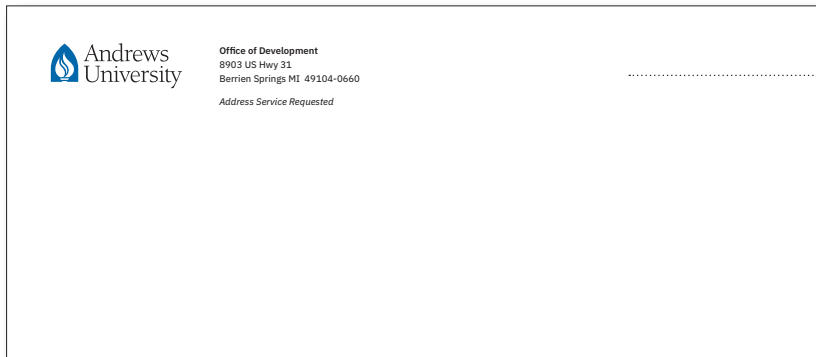 Andrews
University
Office of Development
8903 US Hwy 31
Berrien Springs MI 49104-0660
Address Service Requested